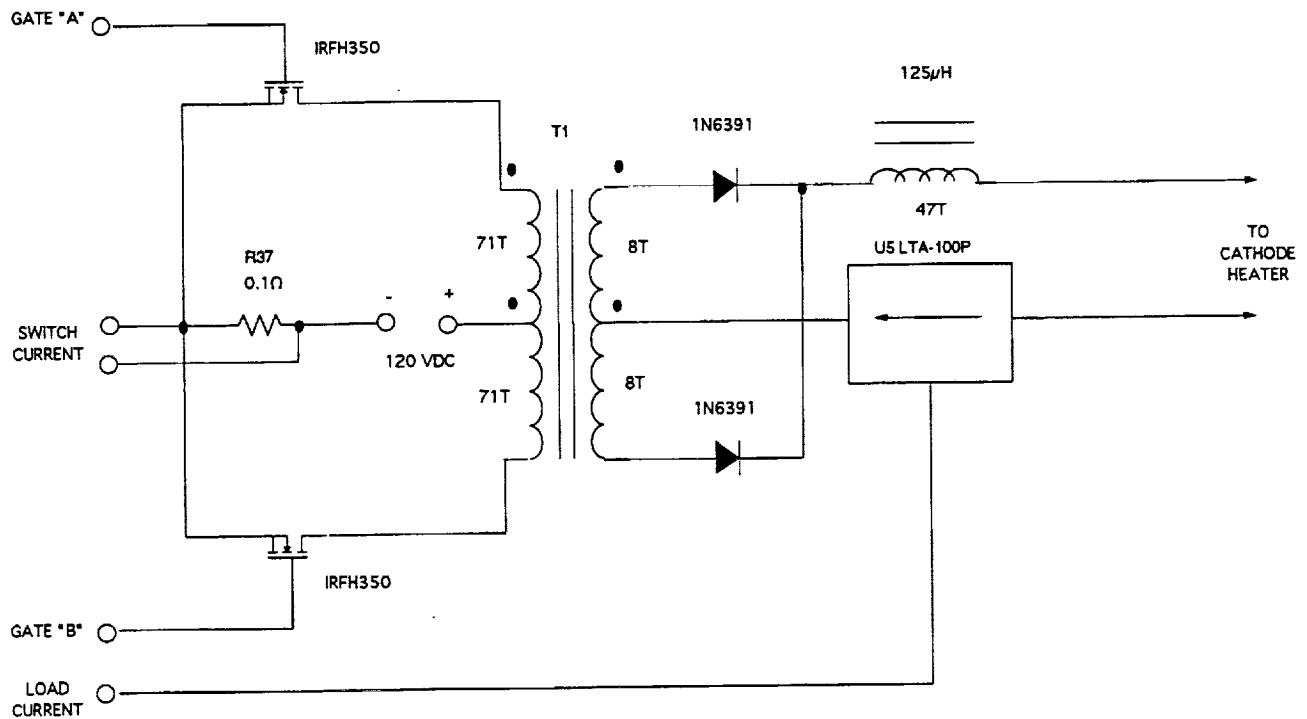 GATE "A"
IRFH350
125µH
T1
1N6391
47T
71T
8T
U5 LTA-100P
TO
CATHODE
HEATER
R37
0.1Ω
- +
SWITCH
CURRENT
120 VDC
71T
8T
1N6391
IRFH350
GATE "B"
LOAD
CURRENT